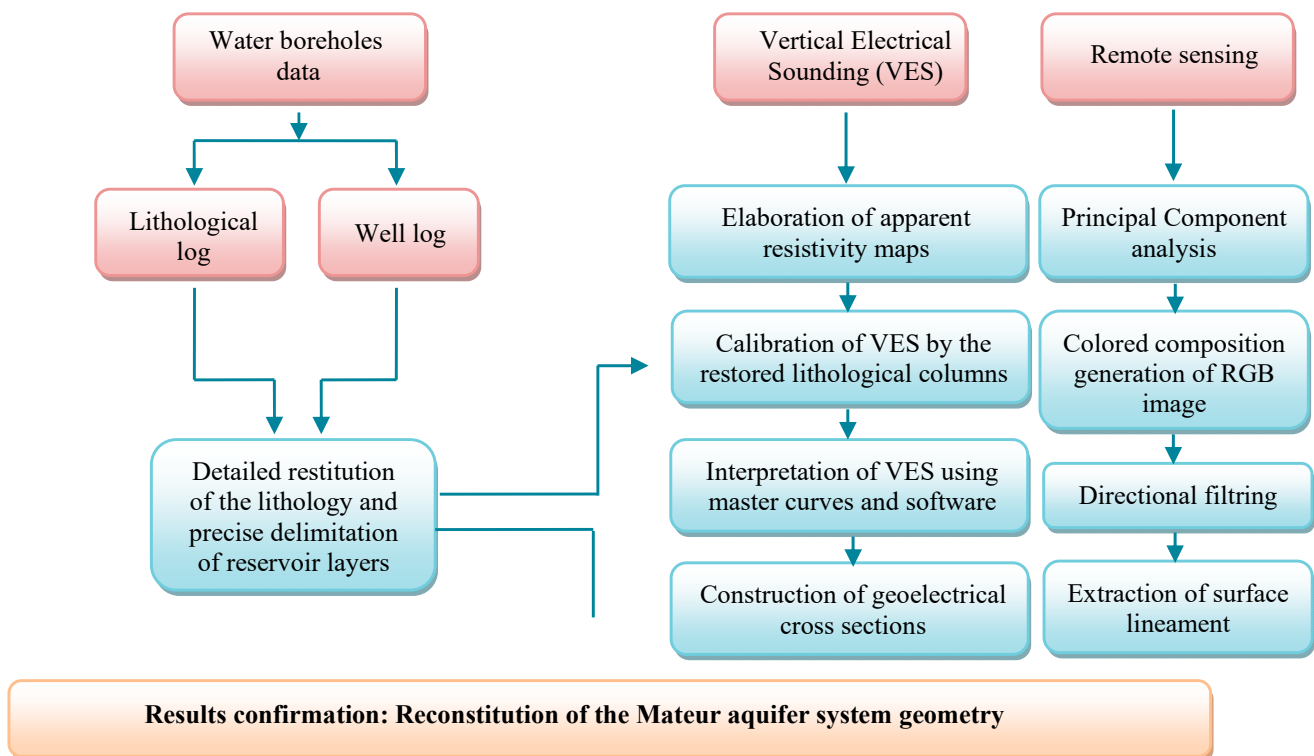 Water boreholes
data
Vertical Electrical
Sounding (VES)
Remote sensing
Lithological
log
Well log
Elaboration of apparent
resistivity maps
Principal Component
analysis
Calibration of VES by the
restored lithological columns
Colored composition
generation of RGB
image
Detailed restitution
of the lithology and
precise delimitation
of reservoir layers
Interpretation of VES using
master curves and software
Directional filtring
Construction of geoelectrical
cross sections
Extraction of surface
lineament
Results confirmation: Reconstitution of the Mateur aquifer system geometry